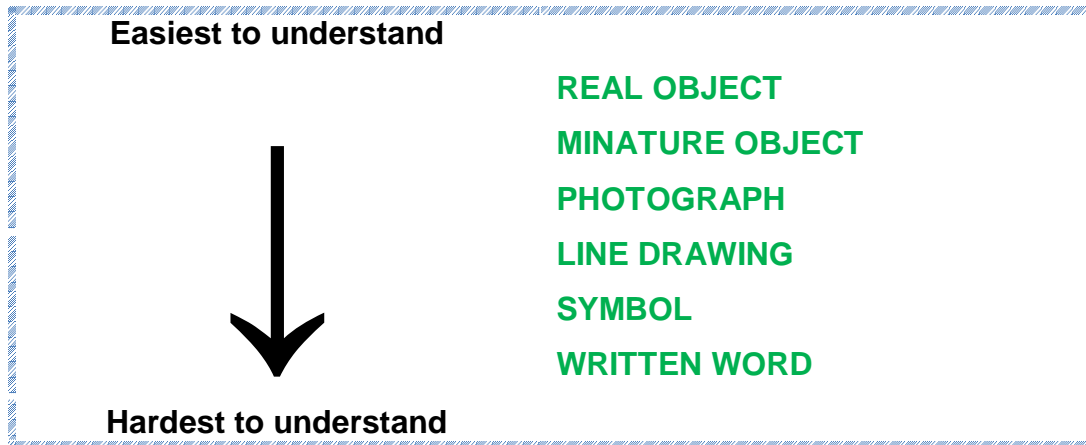 Easiest to understand
REAL OBJECT
MINATURE OBJECT
PHOTOGRAPH
LINE DRAWING
SYMBOL
WRITTEN WORD
Hardest to understand